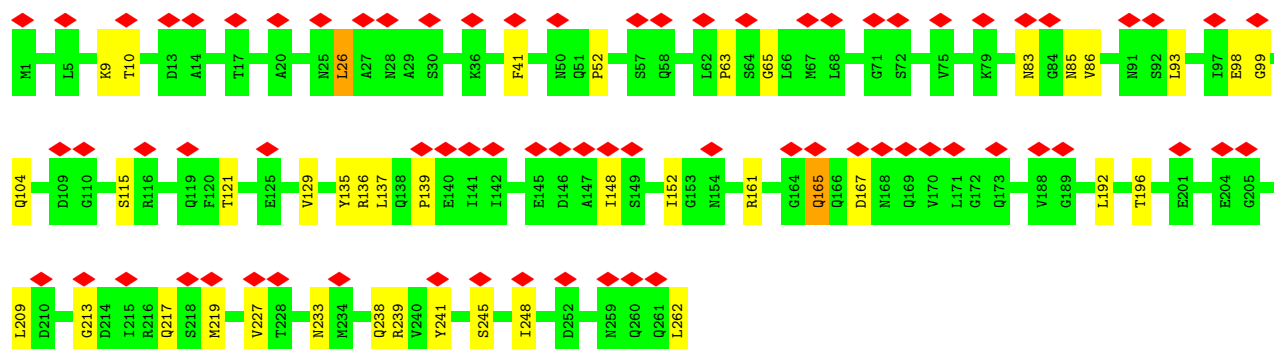 M1 L5 K9 T10 D13 A14 T17 A20 N25 L26 A27 N28 A29 S30 K36 F41 N50 Q51 P52 S57 Q58 L62 P63 S64 G65 L66 M67 L68 G71 S72 V75 K79 N83 G84 N85 V86 N91 S92 L93 I97 E98 G99
Q104 D109 G110 S115 R116 Q119 F120 T121 E125 V129 Y135 R136 L137 Q138 P139 E140 I141 I142 E145 D146 A147 I148 S149 I152 G153 N154 R161 G164 Q165 Q166 D167 N168 Q169 V170 L171 G172 Q173 V188 G189 L192 T196 E201 E204 G205
L209 D210 G213 D214 I215 R216 Q217 S218 M219 V227 T228 N233 M234 Q238 R239 V240 Y241 S245 I248 D252 N259 Q260 Q261 L262